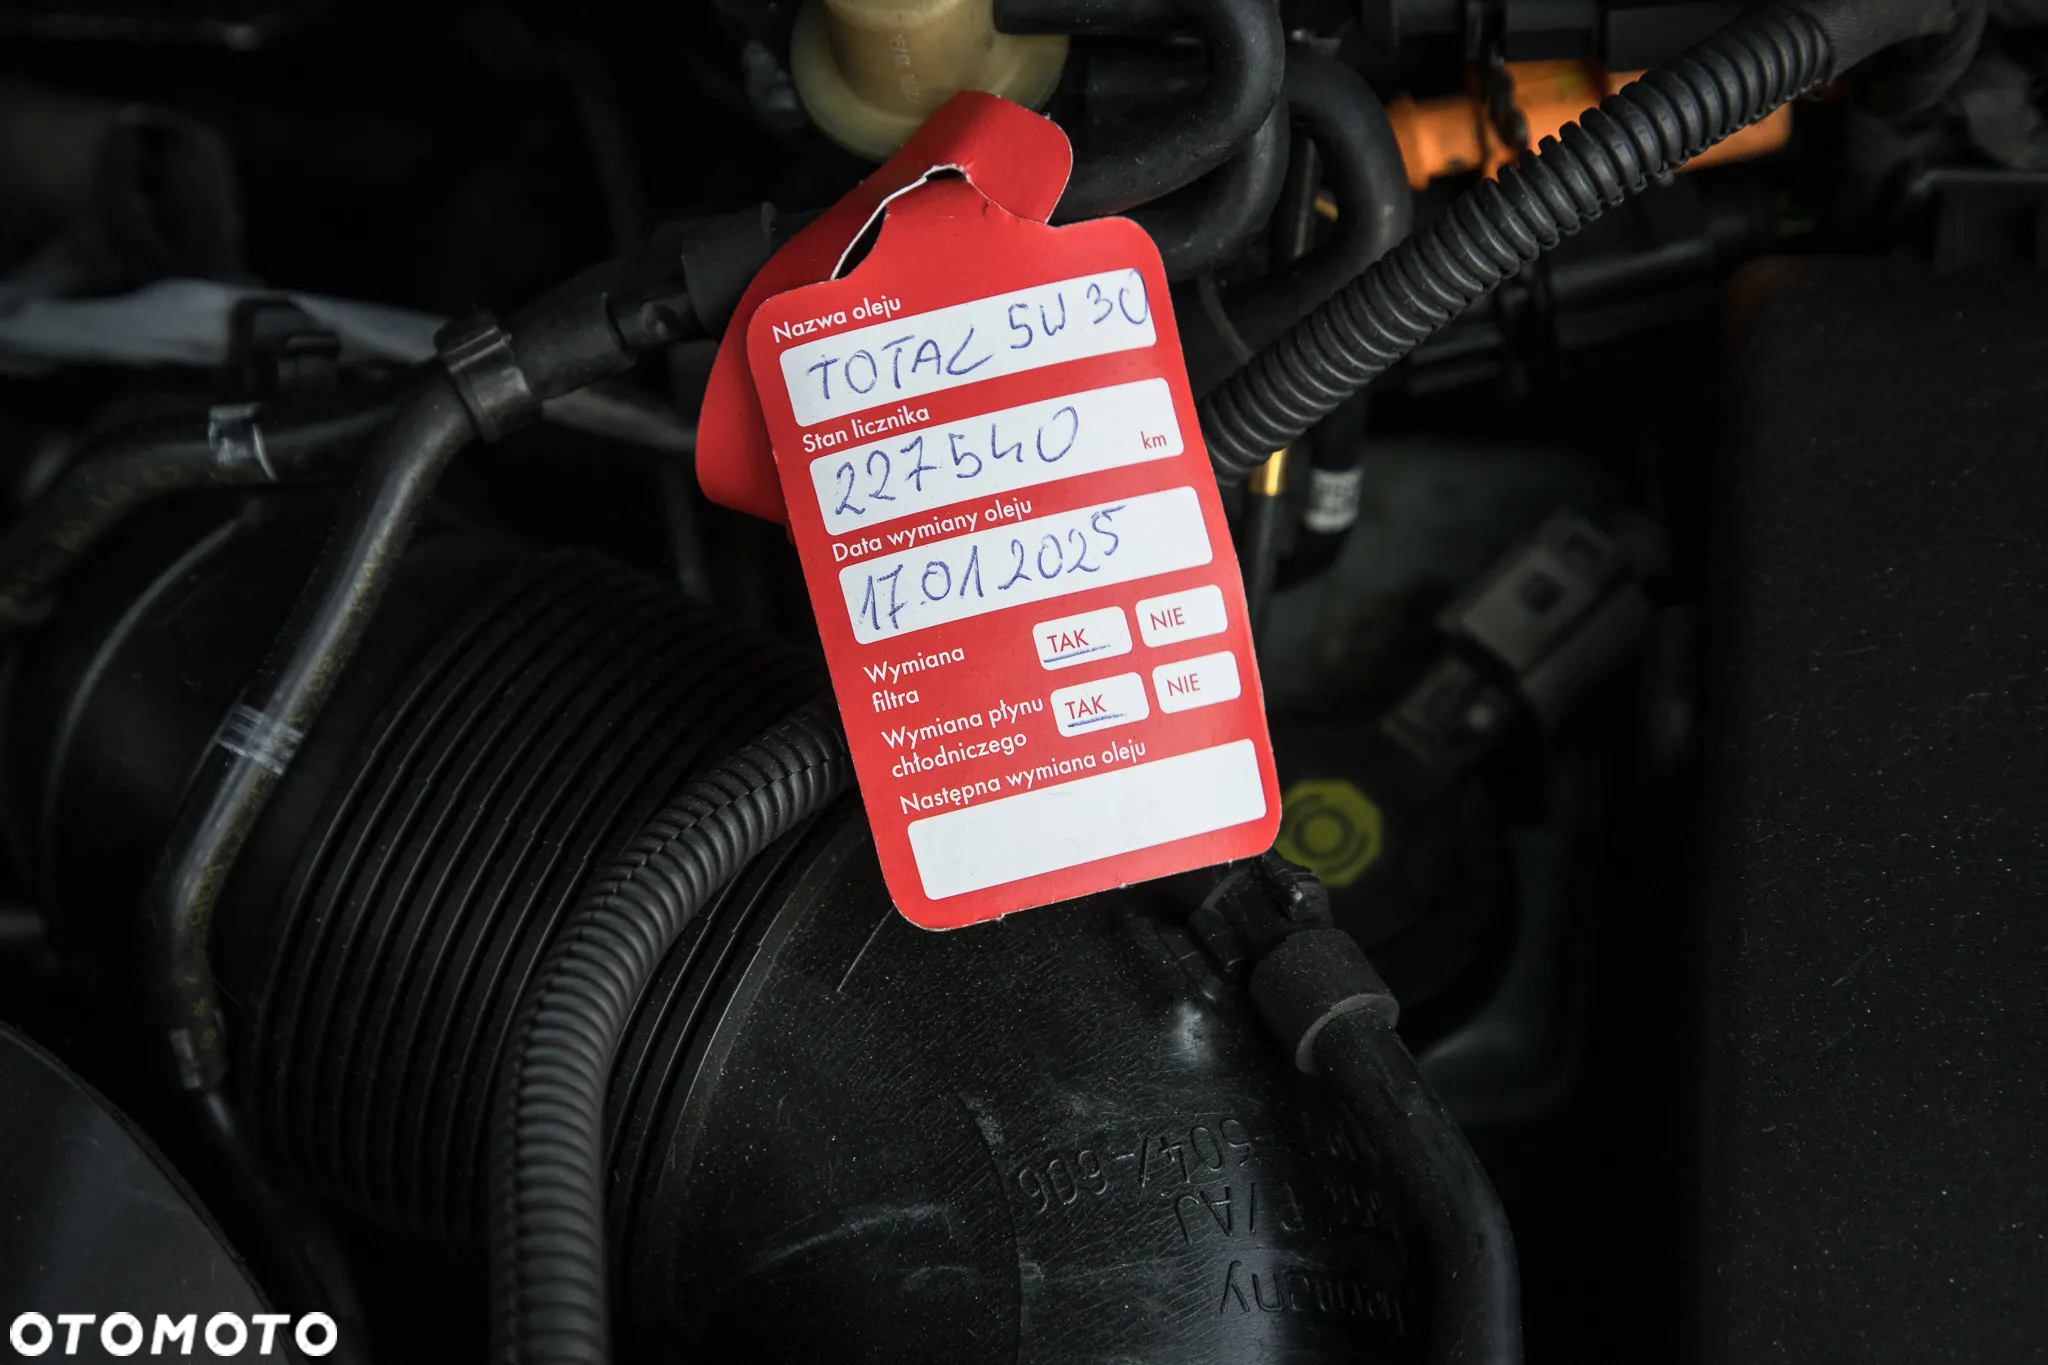 Nazwa oleju
TOTAL 5W 30
Stan licznika
227540 km
Data wymiany oleju
17.01.2025
Wymiana filtra TAK NIE
Wymiana płynu chłodniczego TAK NIE
Następna wymiana oleju
OTOMOTO